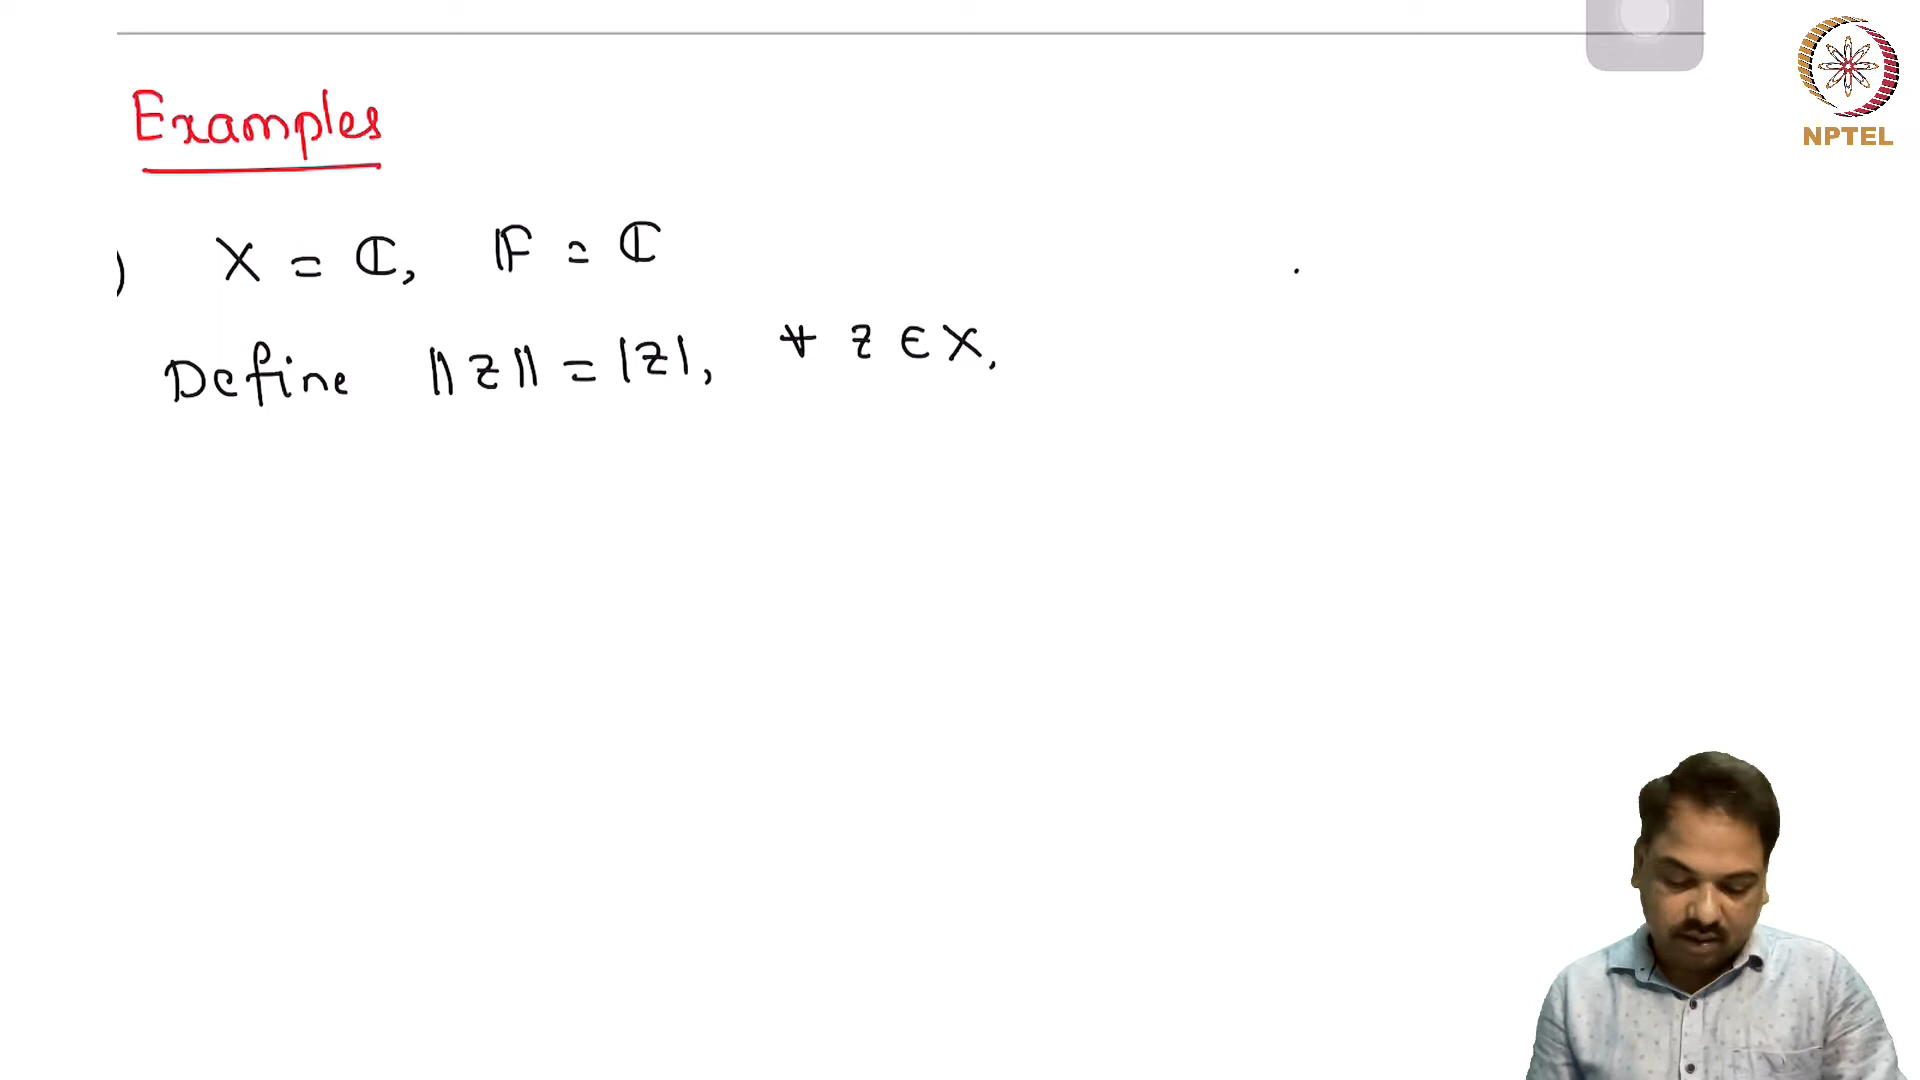 Examples
NPTEL
) X = ℂ, 𝔽 = ℂ
Define ||z|| = |z|, ∀ z ∈ X,